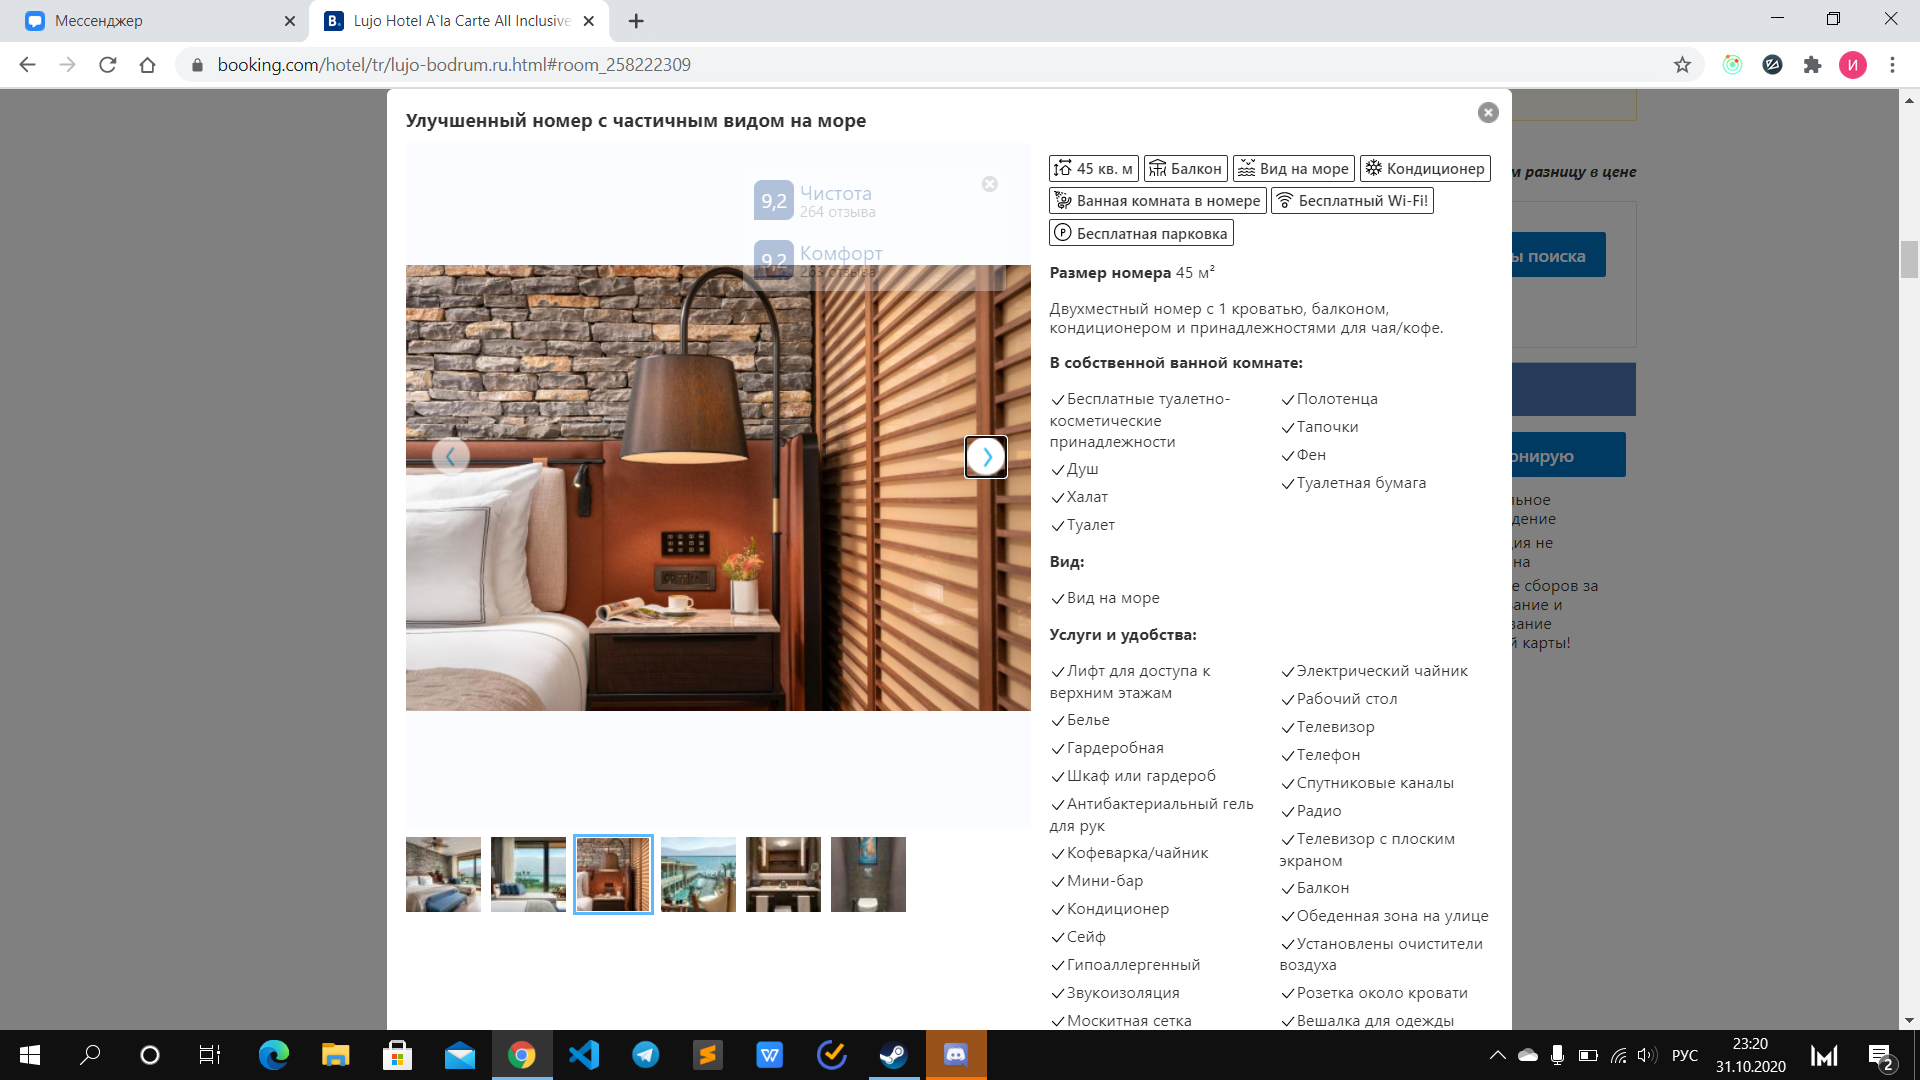 Мессенджер
Lujo Hotel A`la Carte All Inclusive
booking.com/hotel/tr/lujo-bodrum.ru.html#room_258222309
И
Улучшенный номер с частичным видом на море
9,2 Чистота
264 отзыва
9,2 Комфорт
265 отзыва
45 кв. м Балкон Вид на море Кондиционер
Ванная комната в номере Бесплатный Wi-Fi!
Бесплатная парковка
Размер номера 45 м²
Двухместный номер с 1 кроватью, балконом,
кондиционером и принадлежностями для чая/кофе.
В собственной ванной комнате:
Бесплатные туалетно-
косметические
принадлежности
Душ
Халат
Туалет
Полотенца
Тапочки
Фен
Туалетная бумага
Вид:
Вид на море
Услуги и удобства:
Лифт для доступа к
верхним этажам
Белье
Гардеробная
Шкаф или гардероб
Антибактериальный гель
для рук
Кофеварка/чайник
Мини-бар
Кондиционер
Сейф
Гипоаллергенный
Звукоизоляция
Москитная сетка
Электрический чайник
Рабочий стол
Телевизор
Телефон
Спутниковые каналы
Радио
Телевизор с плоским
экраном
Балкон
Обеденная зона на улице
Установлены очистители
воздуха
Розетка около кровати
Вешалка для одежды
м разницу в цене
ы поиска
онирую
льное
дение
ия не
на
е сборов за
ание и
зание
й карты!
РУС
23:20
31.10.2020
2